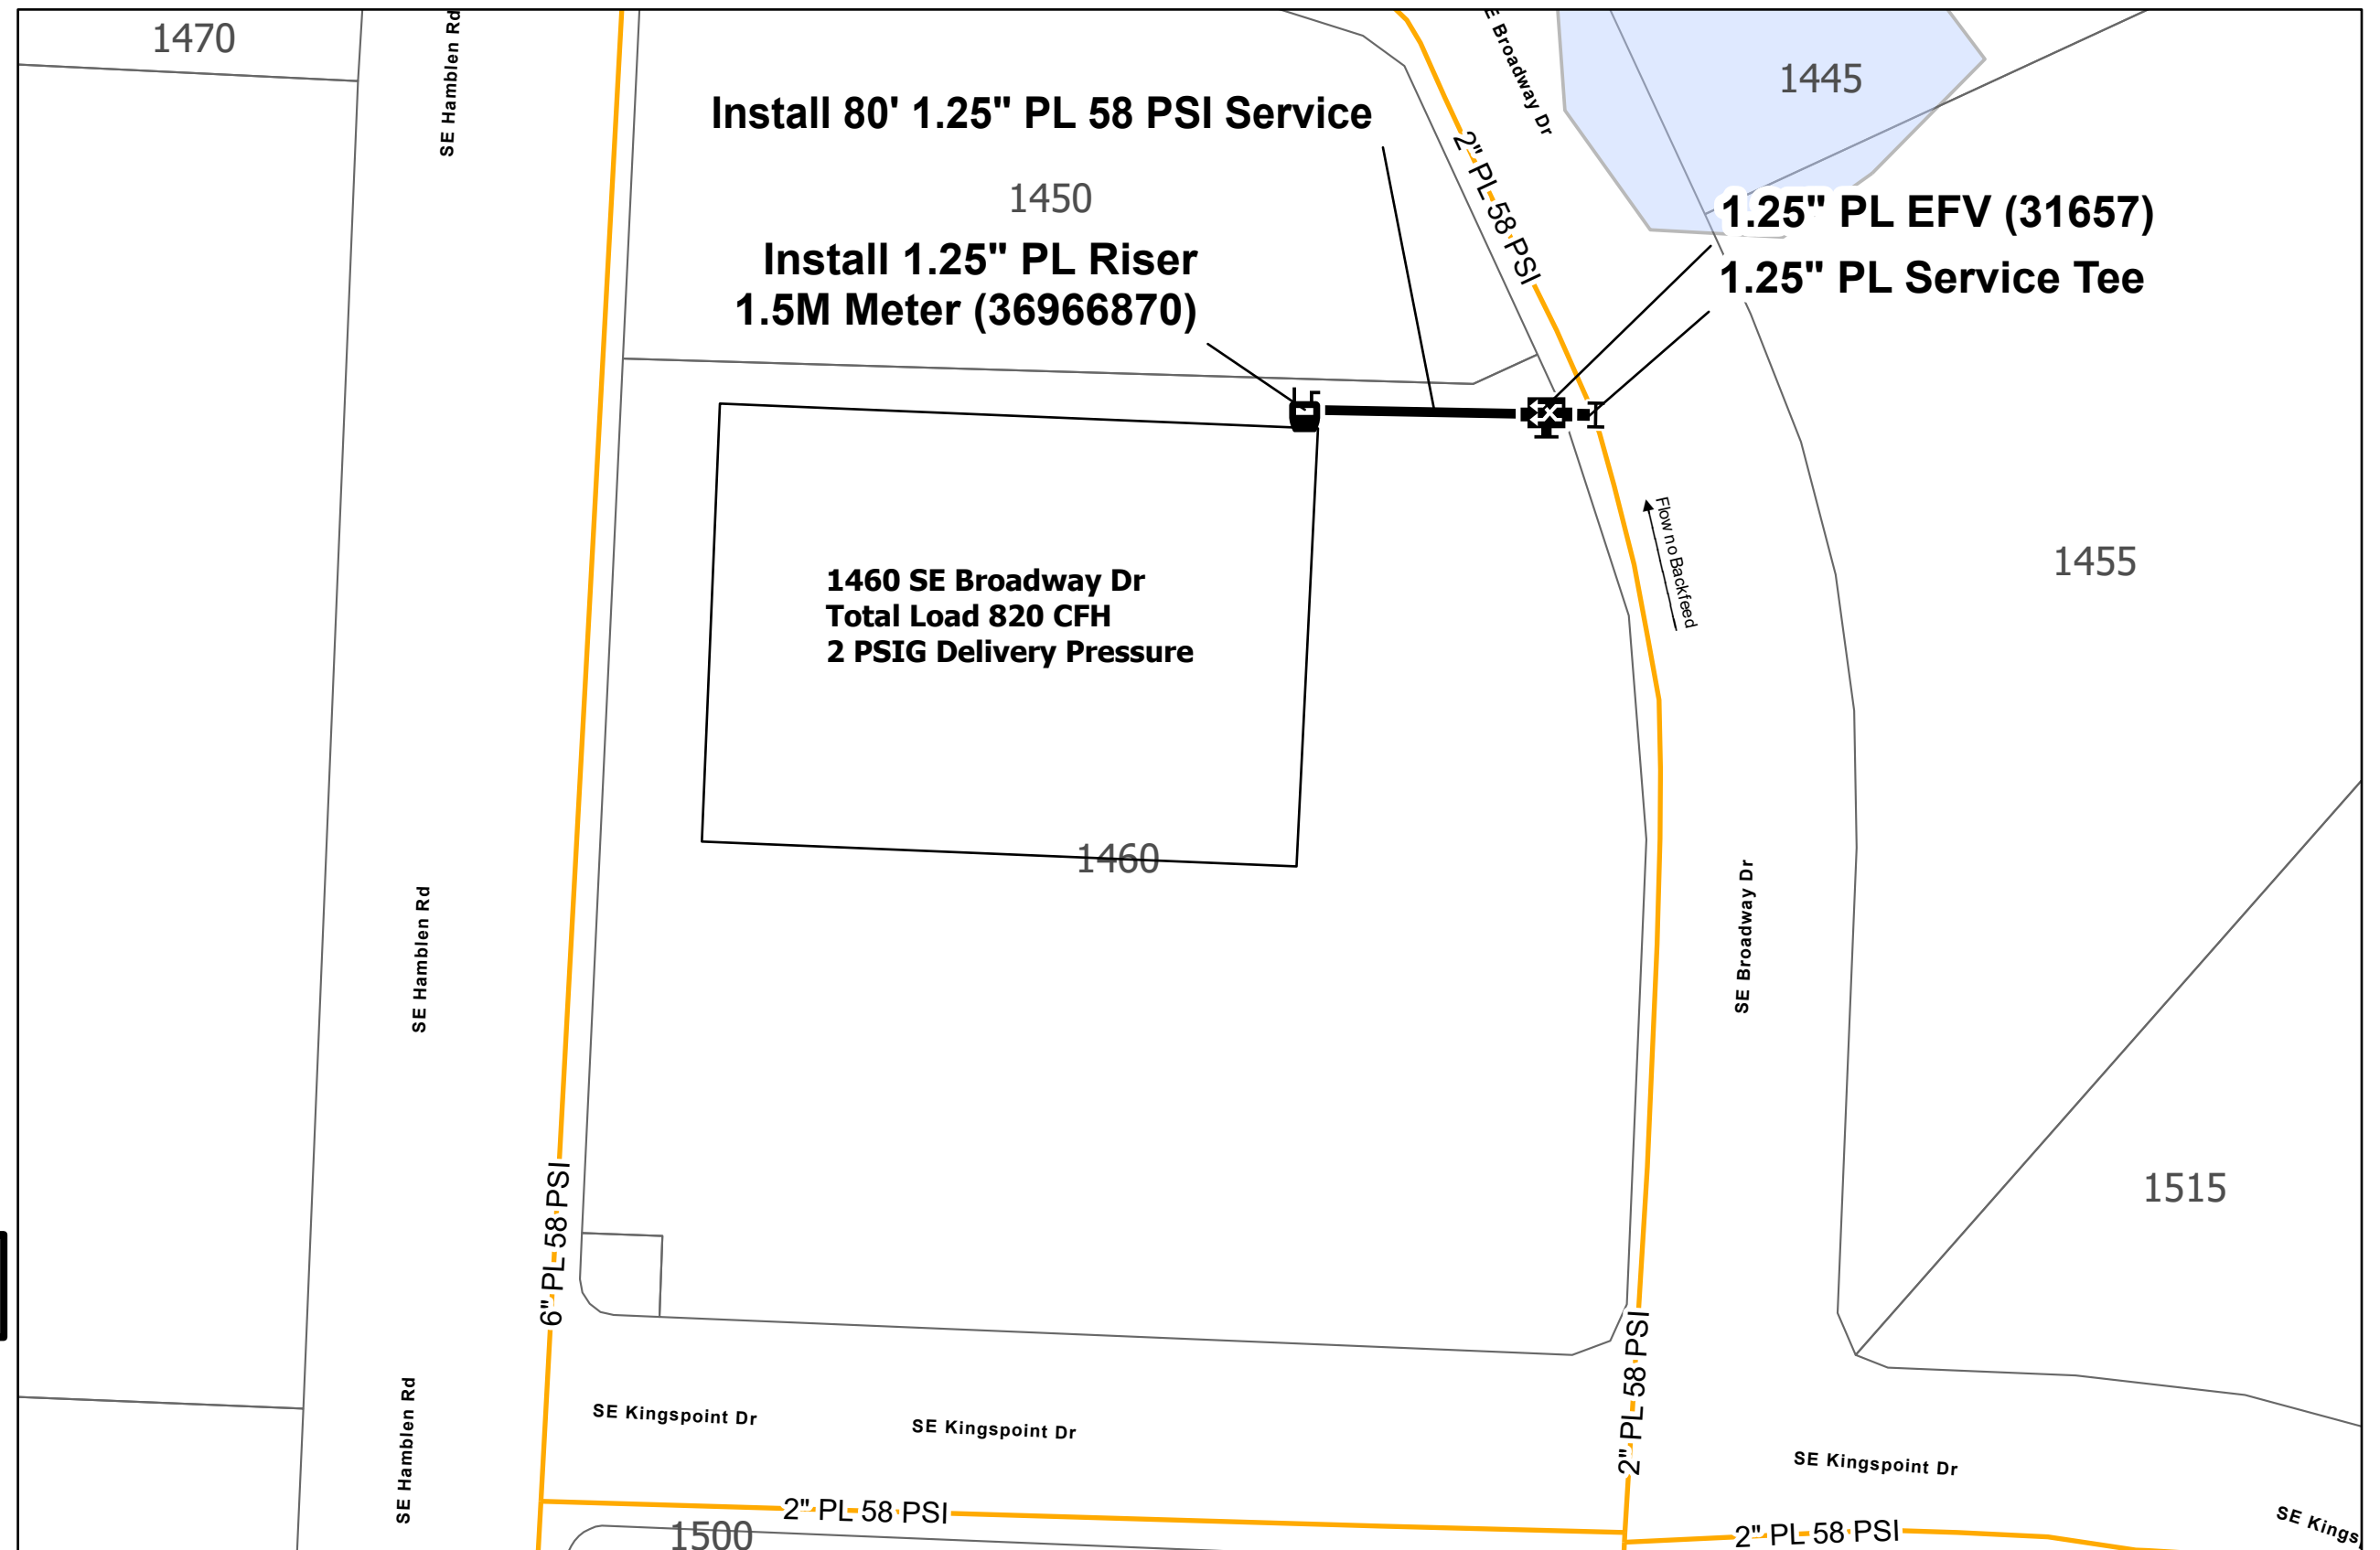 1470
SE Hamblen Rd
Broadway Dr
1445
Install 80' 1.25" PL 58 PSI Service
2" PL 58 PSI
1450
1.25" PL EFV (31657)
Install 1.25" PL Riser
1.25" PL Service Tee
1.5M Meter (36966870)
Flow no Backfeed
1455
1460 SE Broadway Dr
Total Load 820 CFH
2 PSIG Delivery Pressure
1460
SE Hamblen Rd
SE Broadway Dr
1515
6" PL 58 PSI
2" PL 58 PSI
SE Hamblen Rd
SE Kingspoint Dr
SE Kingspoint Dr
SE Kingspoint Dr
2" PL 58 PSI
1500
2" PL 58 PSI
SE Kings